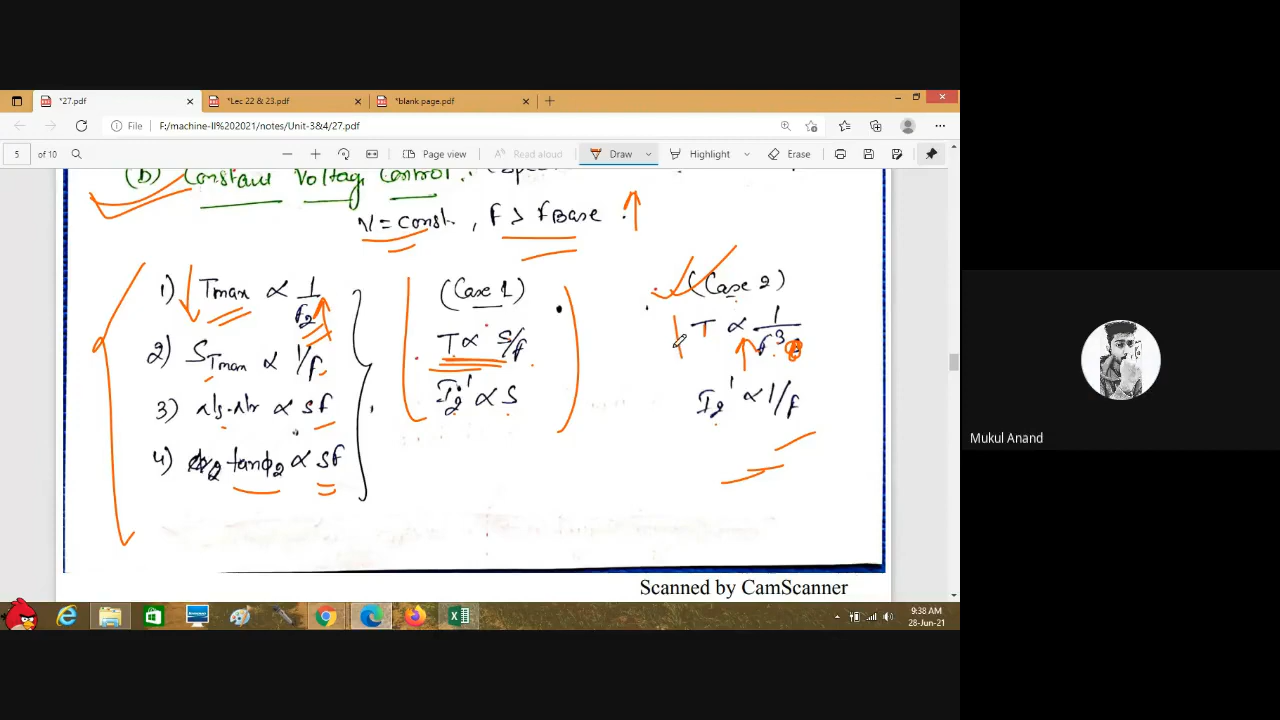 *27.pdf
*Lec 22 & 23.pdf
*blank page.pdf
File
F:/machine-II%202021/notes/Unit-3&4/27.pdf
5 of 10
Page view
Read aloud
Draw
Highlight
Erase
(b) Constant Voltage Control :
V = Const. , f > fBase .
1) Tmax ∝ 1/f2
2) STmax ∝ 1/f
3) Ns-Nr ∝ sf
4) tanφ2 ∝ sf
(Case 1)
T ∝ S/f
I2' ∝ S
(Case 2)
T ∝ 1/f3
I2' ∝ 1/f
Scanned by CamScanner
Mukul Anand
9:38 AM
28-Jun-21